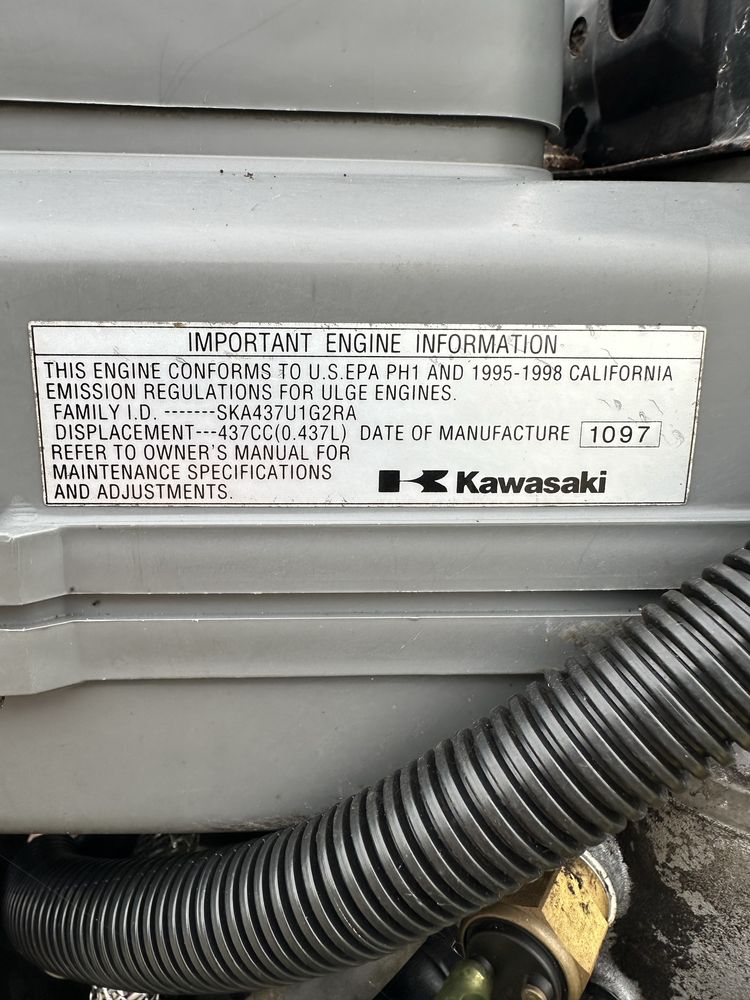 IMPORTANT ENGINE INFORMATION
THIS ENGINE CONFORMS TO U.S.EPA PH1 AND 1995-1998 CALIFORNIA
EMISSION REGULATIONS FOR ULGE ENGINES.
FAMILY I.D. -------SKA437U1G2RA
DISPLACEMENT---437CC(0.437L) DATE OF MANUFACTURE 1097
REFER TO OWNER'S MANUAL FOR
MAINTENANCE SPECIFICATIONS
AND ADJUSTMENTS.
Kawasaki